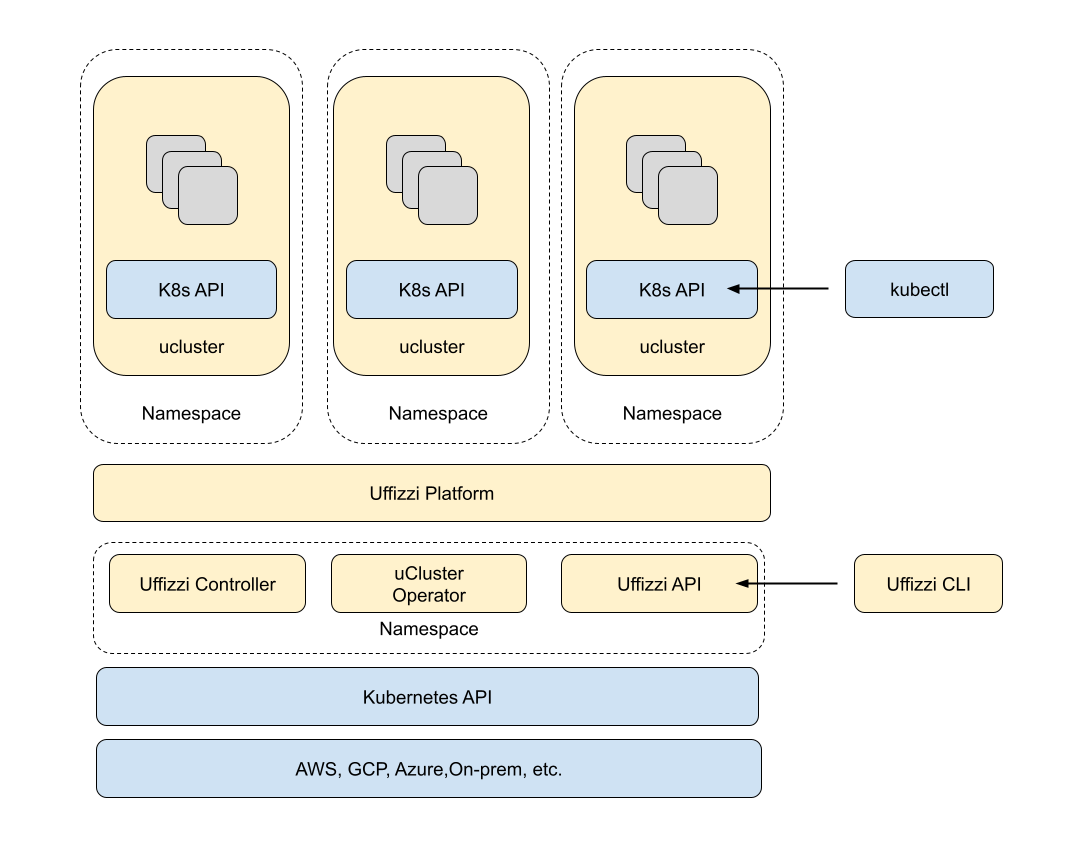 K8s API
K8s API
K8s API
kubectl
ucluster
ucluster
ucluster
Namespace
Namespace
Namespace
Uffizzi Platform
Uffizzi Controller
uCluster
Operator
Uffizzi API
Uffizzi CLI
Namespace
Kubernetes API
AWS, GCP, Azure,On-prem, etc.